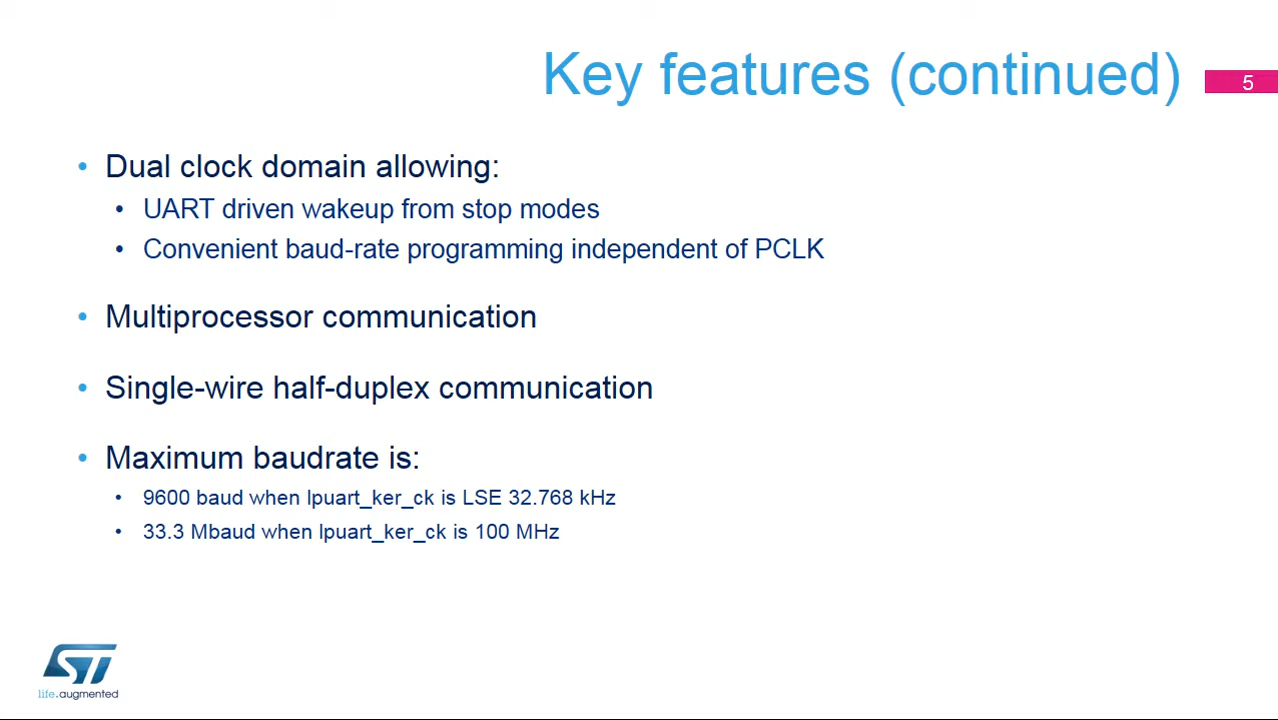 Key features (continued)
5
• Dual clock domain allowing:
• UART driven wakeup from stop modes
• Convenient baud-rate programming independent of PCLK
• Multiprocessor communication
• Single-wire half-duplex communication
• Maximum baudrate is:
• 9600 baud when lpuart_ker_ck is LSE 32.768 kHz
• 33.3 Mbaud when lpuart_ker_ck is 100 MHz
ST
life.augmented